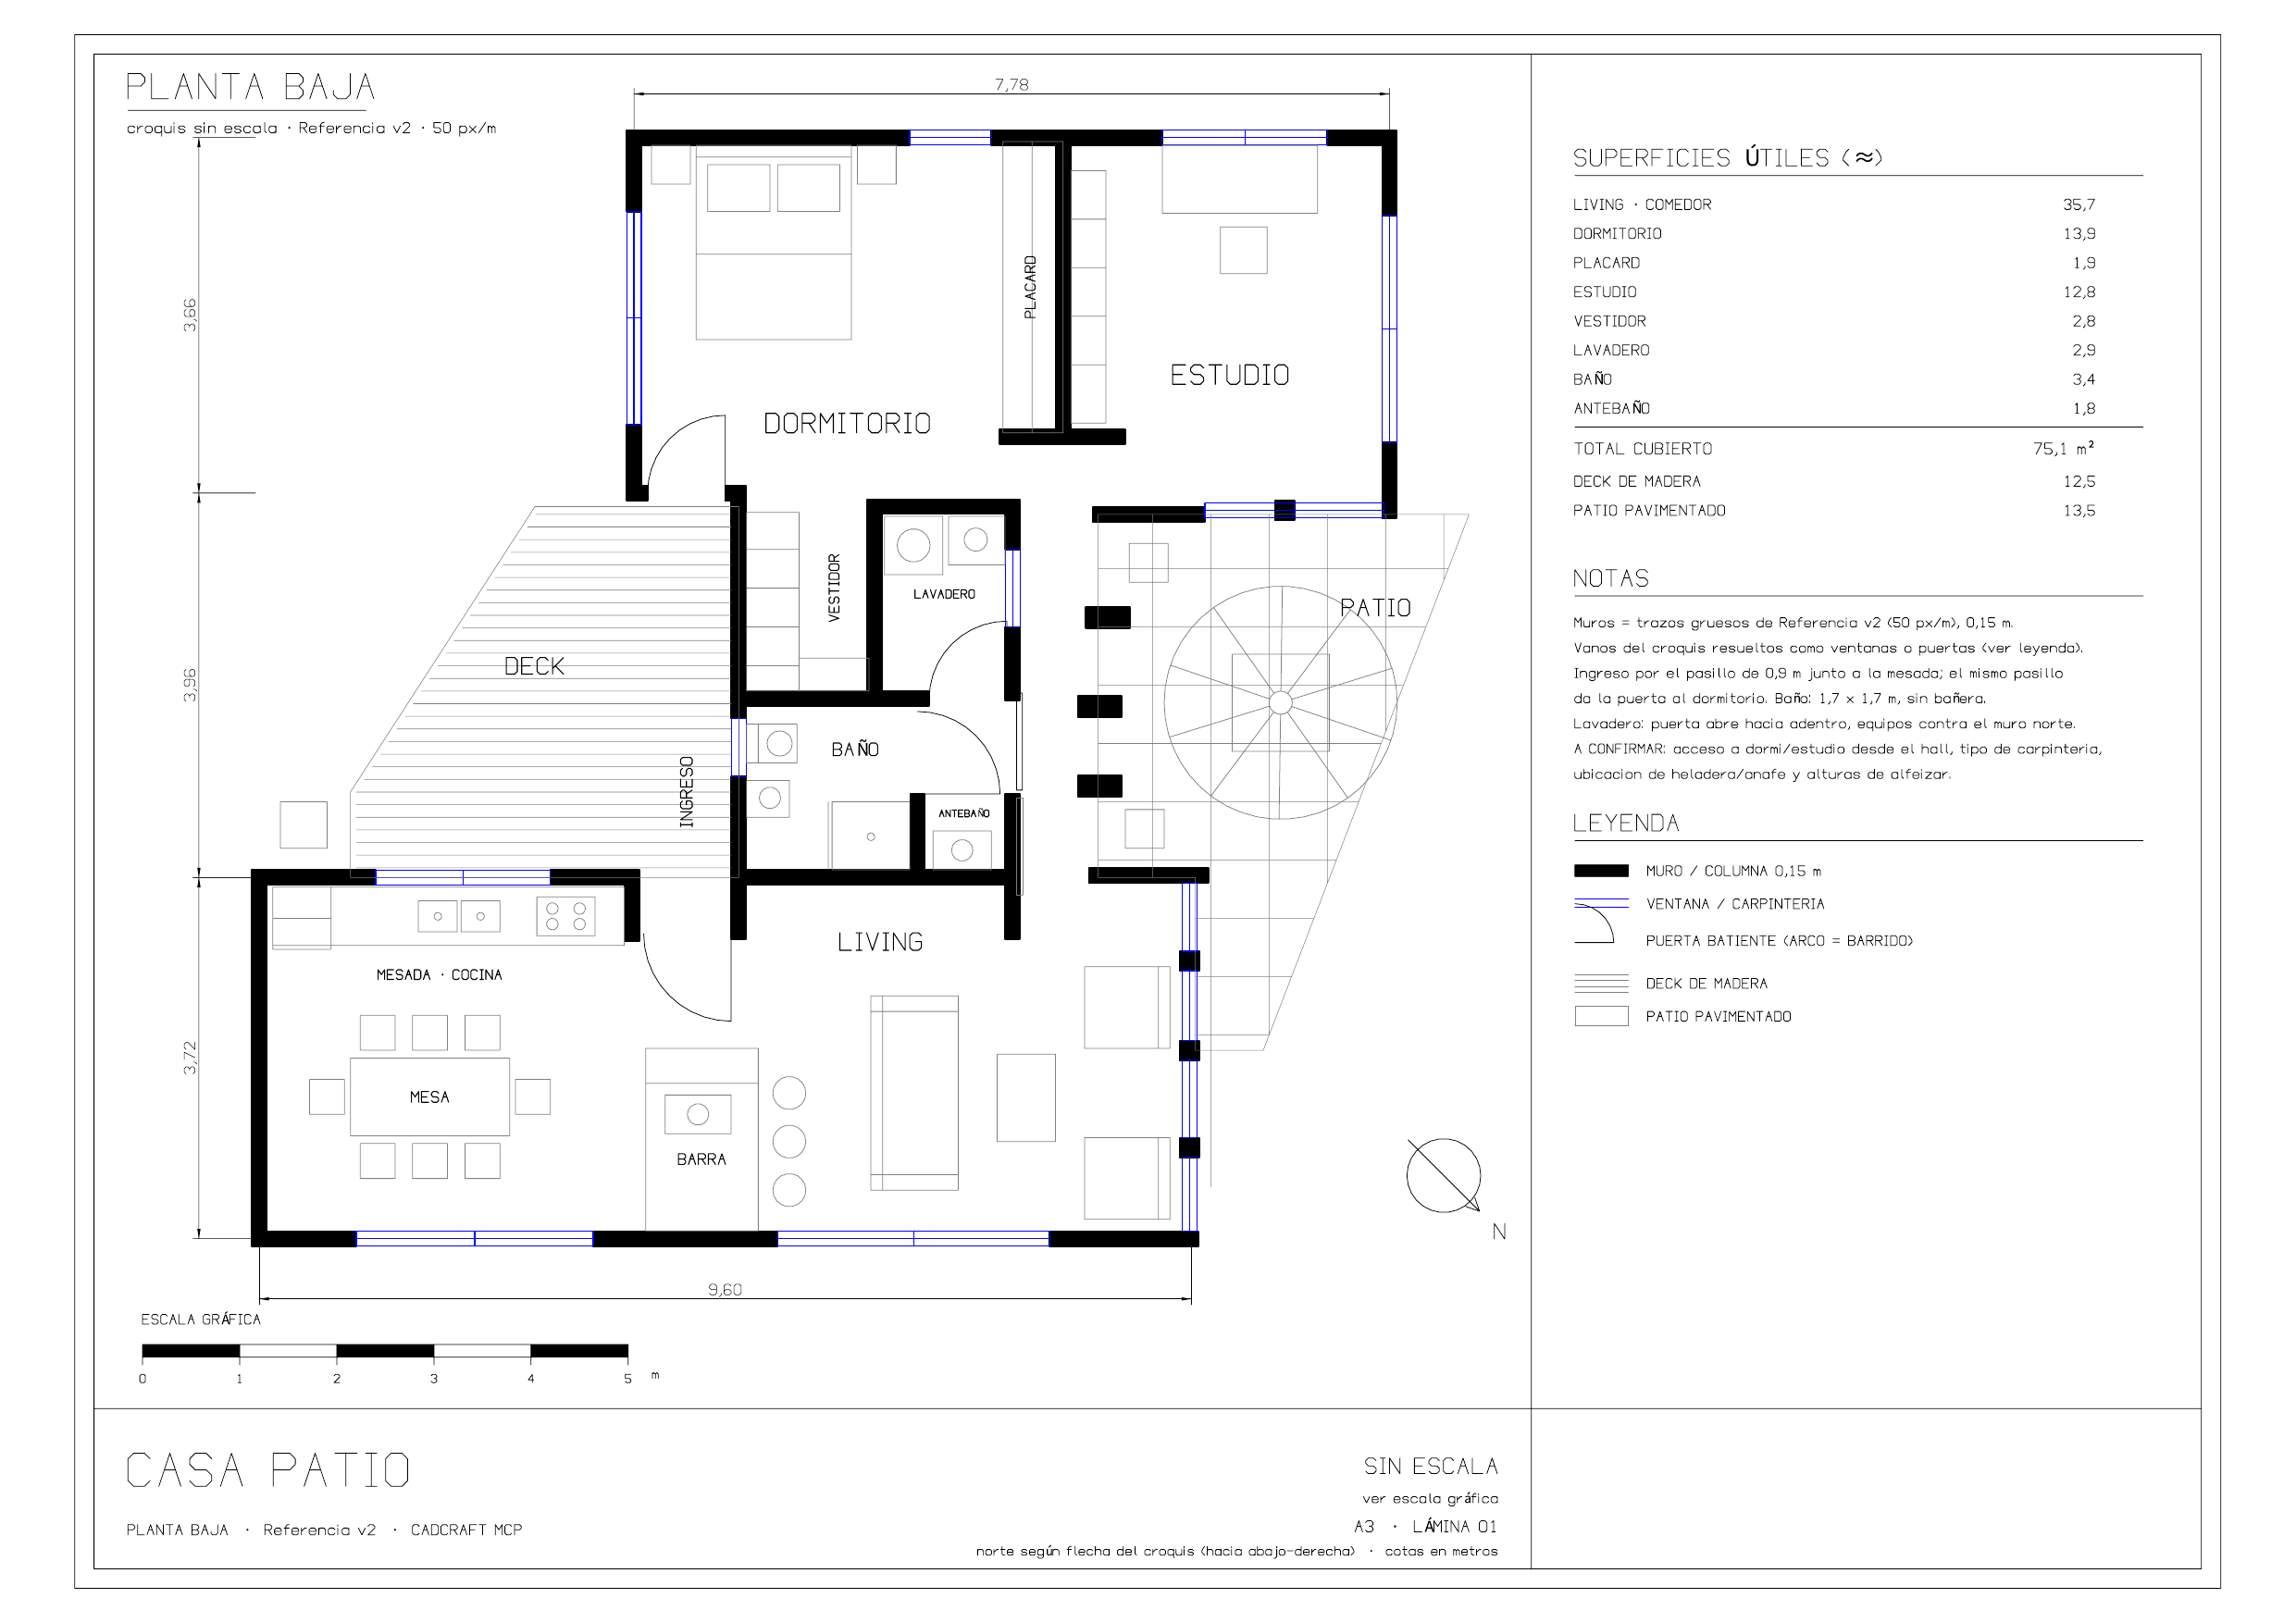 PLANTA BAJA
croquis sin escala · Referencia v2 · 50 px/m
7,78
3,66
3,96
3,72
PLACARD
ESTUDIO
DORMITORIO
VESTIDOR
LAVADERO
PATIO
DECK
BAÑO
INGRESO
ANTEBAÑO
LIVING
MESADA · COCINA
MESA
BARRA
N
9,60
ESCALA GRÁFICA
0 1 2 3 4 5 m
SUPERFICIES ÚTILES (≈)
LIVING · COMEDOR 35,7
DORMITORIO 13,9
PLACARD 1,9
ESTUDIO 12,8
VESTIDOR 2,8
LAVADERO 2,9
BAÑO 3,4
ANTEBAÑO 1,8
TOTAL CUBIERTO 75,1 m²
DECK DE MADERA 12,5
PATIO PAVIMENTADO 13,5
NOTAS
Muros = trazos gruesos de Referencia v2 (50 px/m), 0,15 m.
Vanos del croquis resueltos como ventanas o puertas (ver leyenda).
Ingreso por el pasillo de 0,9 m junto a la mesada; el mismo pasillo
da la puerta al dormitorio. Baño: 1,7 x 1,7 m, sin bañera.
Lavadero: puerta abre hacia adentro, equipos contra el muro norte.
A CONFIRMAR: acceso a dormi/estudio desde el hall, tipo de carpinteria,
ubicacion de heladera/anafe y alturas de alfeizar.
LEYENDA
MURO / COLUMNA 0,15 m
VENTANA / CARPINTERIA
PUERTA BATIENTE (ARCO = BARRIDO)
DECK DE MADERA
PATIO PAVIMENTADO
CASA PATIO
PLANTA BAJA · Referencia v2 · CADCRAFT MCP
SIN ESCALA
ver escala gráfica
A3 · LÁMINA 01
norte según flecha del croquis (hacia abajo-derecha) · cotas en metros